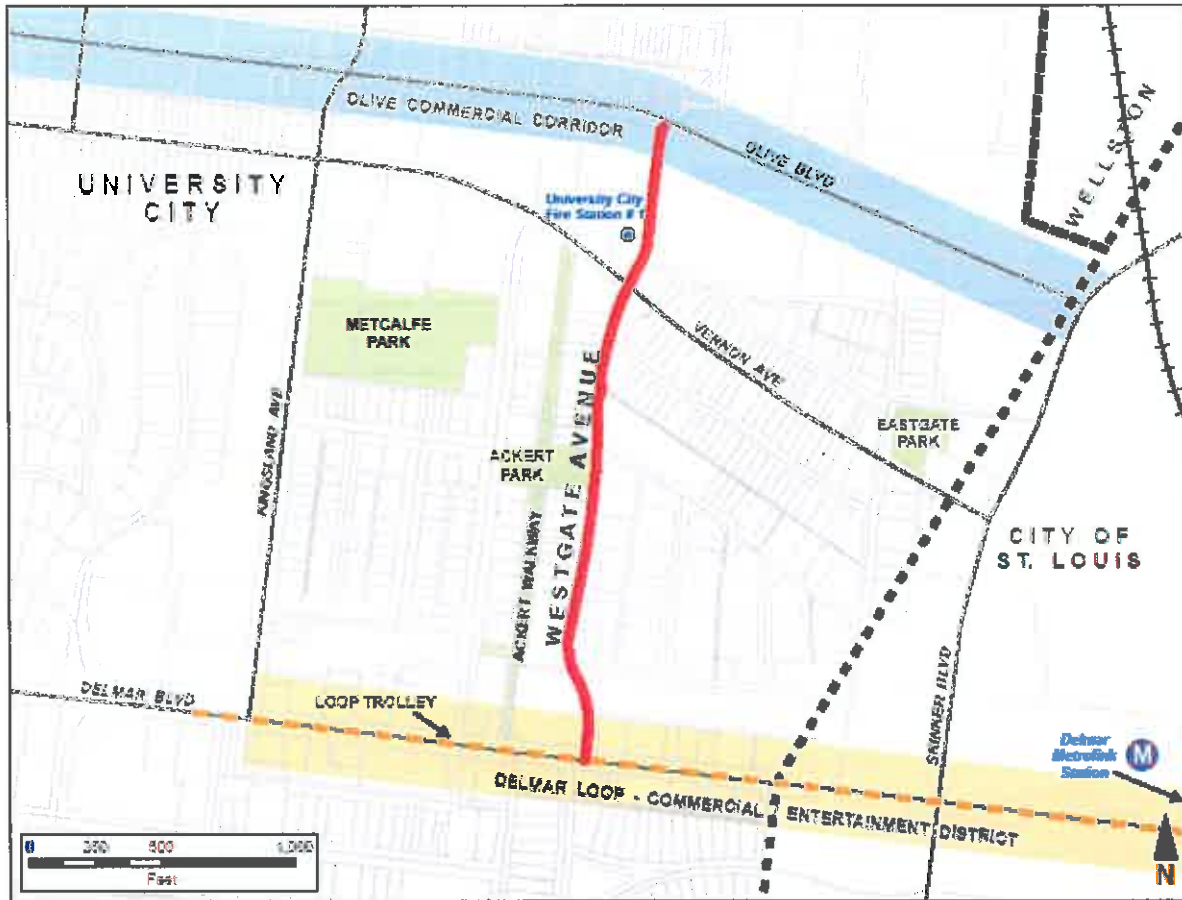 OLIVE COMMERCIAL CORRIDOR
OLIVE BLVD
WELLSTON
UNIVERSITY
CITY
University City
Fire Station # 1
METCALFE
PARK
VERNON AVE
EASTGATE
PARK
KINGSLAND AVE
ACKERT
PARK
WESTGATE AVENUE
ACKERT WALKWAY
CITY OF
ST. LOUIS
SKINKER BLVD
DELMAR BLVD
LOOP TROLLEY
Delmar
Metrolink
Station
M
DELMAR LOOP - COMMERCIAL / ENTERTAINMENT DISTRICT
0 500 1,000
Feet
N